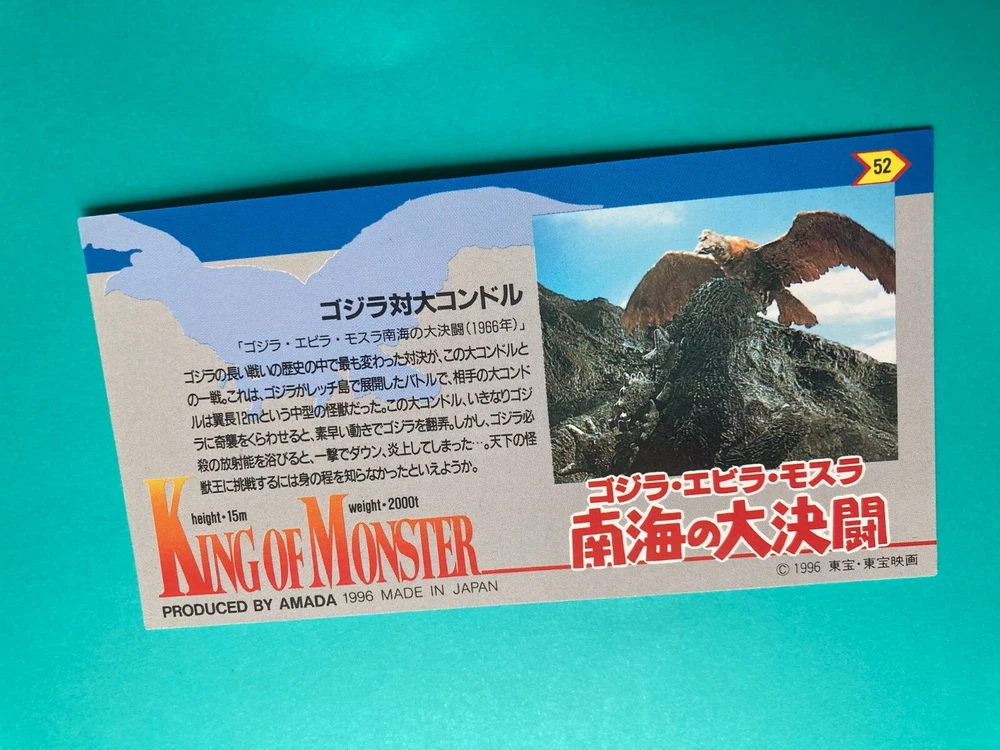 52
ゴジラ対大コンドル
「ゴジラ・エビラ・モスラ南海の大決闘(1966年)」
ゴジラの長い戦いの歴史の中で最も変わった対決が、この大コンドルと
の一戦。これは、ゴジラがレッチ島で展開したバトルで、相手の大コンド
ルは翼長12mという中型の怪獣だった。この大コンドル、いきなりゴジ
ラに奇襲をくらわせると、素早い動きでゴジラを翻弄。しかし、ゴジラ必
殺の放射能を浴びると、一撃でダウン、炎上してしまった…。天下の怪
獣王に挑戦するには身の程を知らなかったといえようか。
height・15m
weight・2000t
KING OF MONSTER
PRODUCED BY AMADA 1996 MADE IN JAPAN
ゴジラ・エビラ・モスラ
南海の大決闘
© 1996 東宝・東宝映画